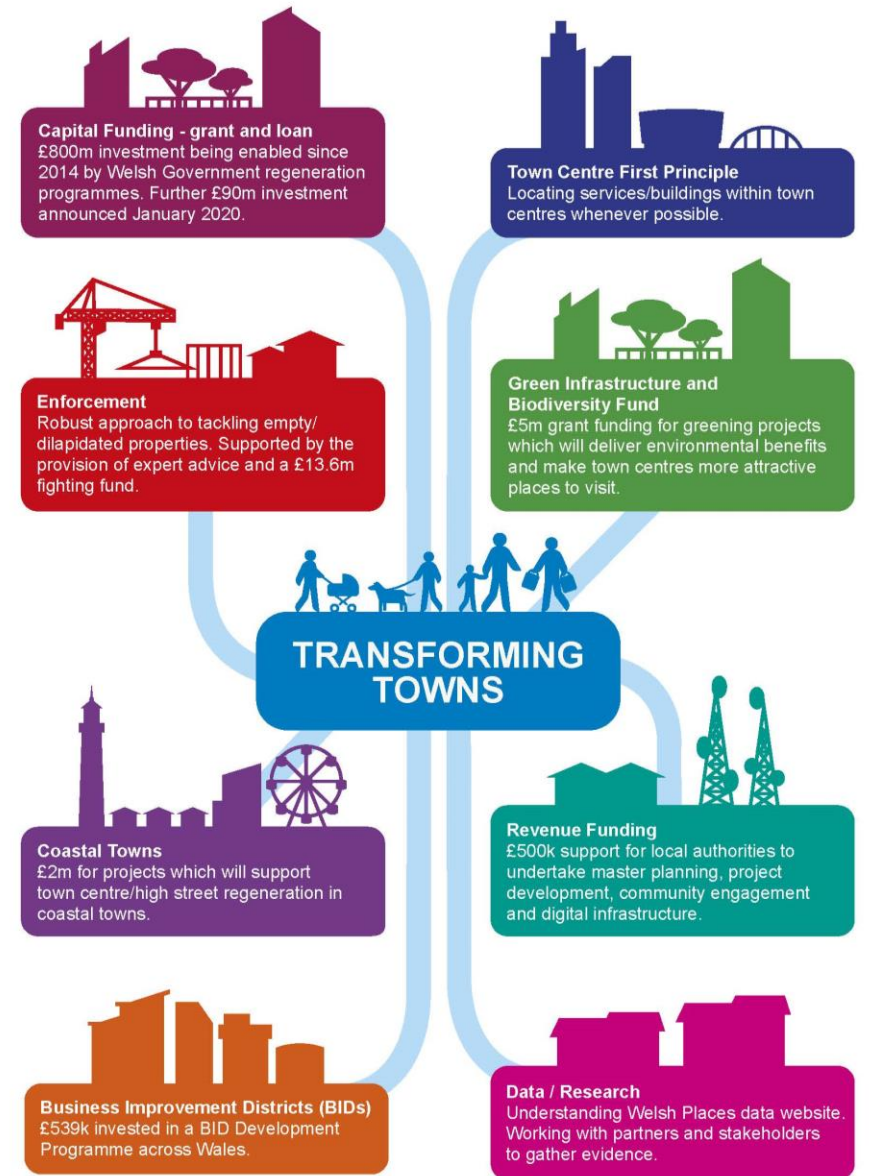 Capital Funding - grant and loan
£800m investment being enabled since
2014 by Welsh Government regeneration
programmes. Further £90m investment
announced January 2020.
Town Centre First Principle
Locating services/buildings within town
centres whenever possible.
Enforcement
Robust approach to tackling empty/
dilapidated properties. Supported by the
provision of expert advice and a £13.6m
fighting fund.
Green Infrastructure and
Biodiversity Fund
£5m grant funding for greening projects
which will deliver environmental benefits
and make town centres more attractive
places to visit.
TRANSFORMING
TOWNS
Coastal Towns
£2m for projects which will support
town centre/high street regeneration in
coastal towns.
Revenue Funding
£500k support for local authorities to
undertake master planning, project
development, community engagement
and digital infrastructure.
Business Improvement Districts (BIDs)
£539k invested in a BID Development
Programme across Wales.
Data / Research
Understanding Welsh Places data website.
Working with partners and stakeholders
to gather evidence.